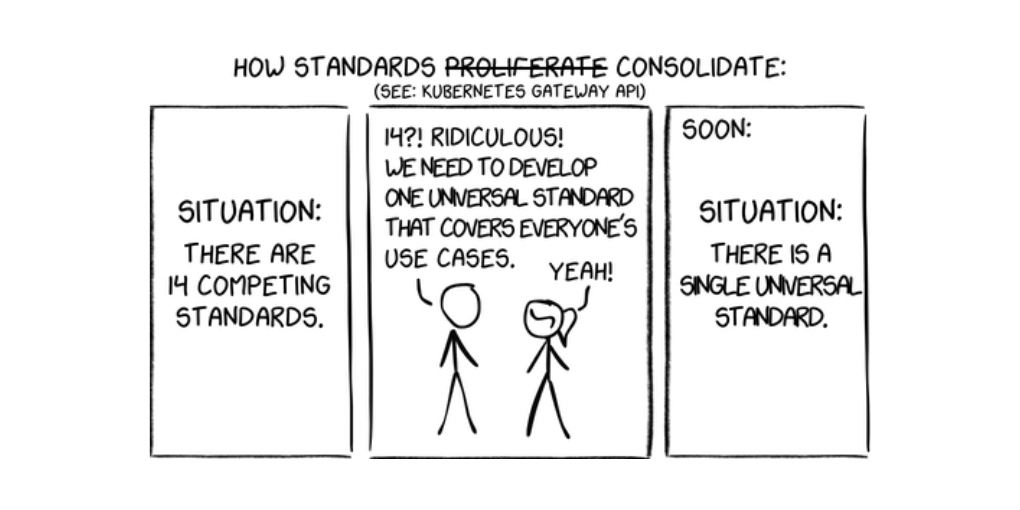 HOW STANDARDS PROLIFERATE CONSOLIDATE:
(SEE: KUBERNETES GATEWAY API)
SITUATION:
THERE ARE
14 COMPETING
STANDARDS.
14?! RIDICULOUS!
WE NEED TO DEVELOP
ONE UNIVERSAL STANDARD
THAT COVERS EVERYONE'S
USE CASES.
YEAH!
SOON:
SITUATION:
THERE IS A
SINGLE UNIVERSAL
STANDARD.